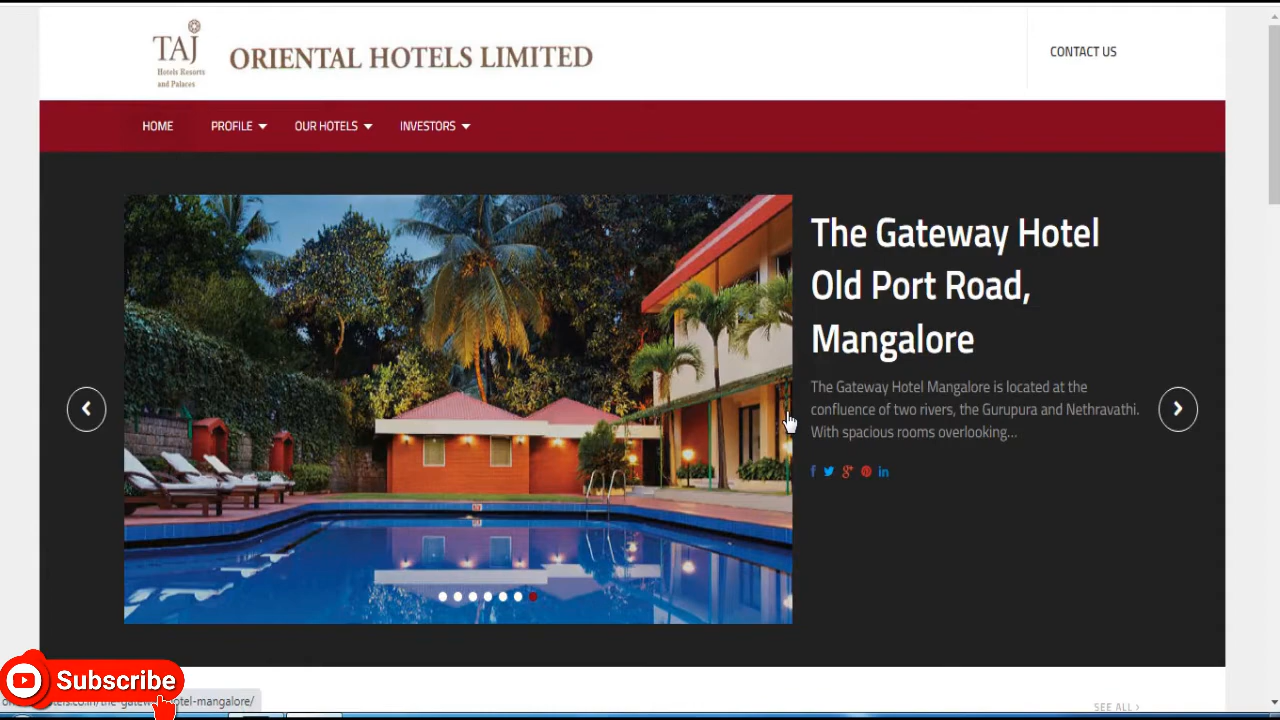 TAJ
Hotels Resorts
and Palaces
ORIENTAL HOTELS LIMITED
CONTACT US
HOME
PROFILE
OUR HOTELS
INVESTORS
The Gateway Hotel
Old Port Road,
Mangalore
The Gateway Hotel Mangalore is located at the
confluence of two rivers, the Gurupura and Nethravathi.
With spacious rooms overlooking...
Subscribe
SEE ALL